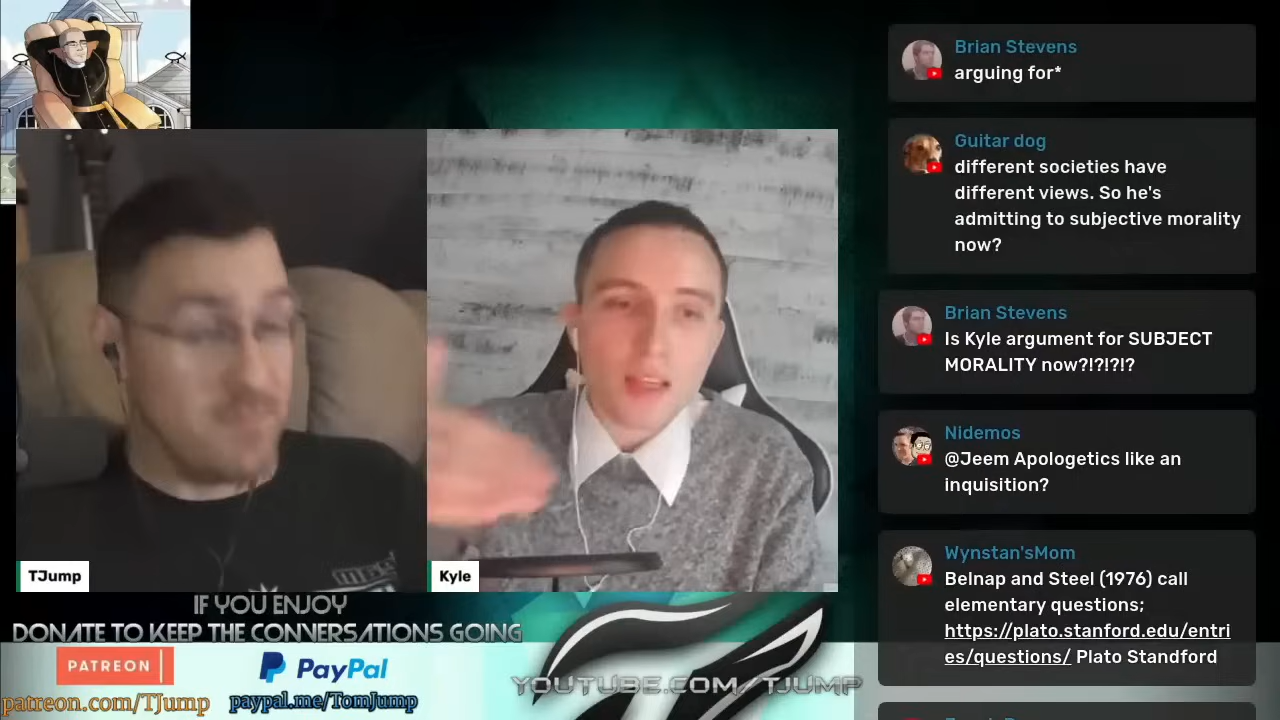 Brian Stevens
arguing for*
Guitar dog
different societies have
different views. So he's
admitting to subjective morality
now?
Brian Stevens
Is Kyle argument for SUBJECT
MORALITY now?!?!?!?
Nidemos
@Jeem Apologetics like an
inquisition?
Wynstan'sMom
Belnap and Steel (1976) call
elementary questions;
https://plato.stanford.edu/entri
es/questions/ Plato Standford
TJump
Kyle
IF YOU ENJOY
DONATE TO KEEP THE CONVERSATIONS GOING
PATREON
PayPal
patreon.com/TJump
paypal.me/TomJump
YOUTUBE.COM/TJUMP